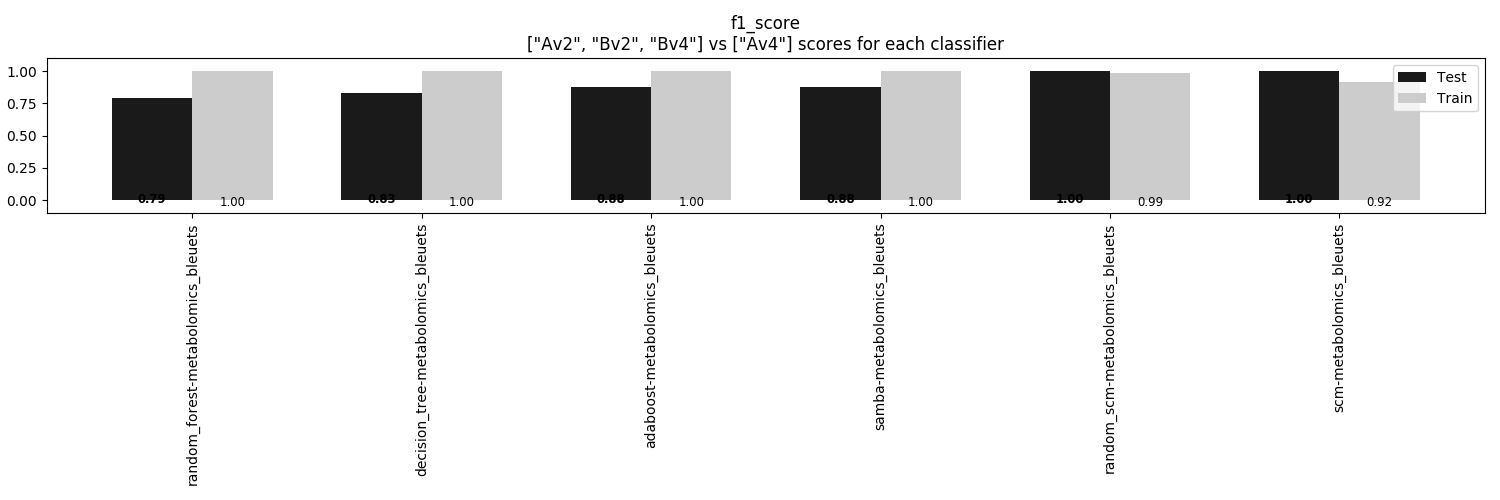 f1_score
["Av2", "Bv2", "Bv4"] vs ["Av4"] scores for each classifier
1.00
0.75
0.50
0.25
0.00
Test
Train
0.79
1.00
0.83
1.00
0.88
1.00
0.88
1.00
1.00
0.99
1.00
0.92
random_forest-metabolomics_bleuets
decision_tree-metabolomics_bleuets
adaboost-metabolomics_bleuets
samba-metabolomics_bleuets
random_scm-metabolomics_bleuets
scm-metabolomics_bleuets